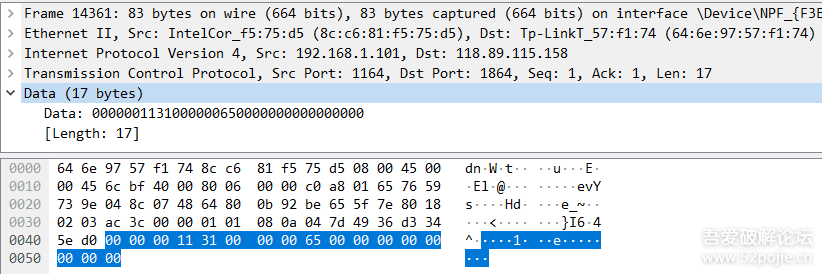 Frame 14361: 83 bytes on wire (664 bits), 83 bytes captured (664 bits) on interface \Device\NPF_{F3E
Ethernet II, Src: IntelCor_f5:75:d5 (8c:c6:81:f5:75:d5), Dst: Tp-LinkT_57:f1:74 (64:6e:97:57:f1:74)
Internet Protocol Version 4, Src: 192.168.1.101, Dst: 118.89.115.158
Transmission Control Protocol, Src Port: 1164, Dst Port: 1864, Seq: 1, Ack: 1, Len: 17
Data (17 bytes)
Data: 0000001131000000650000000000000000
[Length: 17]
0000 64 6e 97 57 f1 74 8c c6 81 f5 75 d5 08 00 45 00 dn·W·t·· ··u···E·
0010 00 45 6c bf 40 00 80 06 00 00 c0 a8 01 65 76 59 ·El·@··· ·····evY
0020 73 9e 04 8c 07 48 64 80 0b 92 be 65 5f 7e 80 18 s····Hd· ···e_~··
0030 02 03 ac 3c 00 00 01 01 08 0a 04 7d 49 36 d3 34 ···<···· ···}I6·4
0040 5e d0 00 00 00 11 31 00 00 00 65 00 00 00 00 00 ^·····1· ··e·····
0050 00 00 00 ···
吾爱破解论坛
www.52pojie.cn